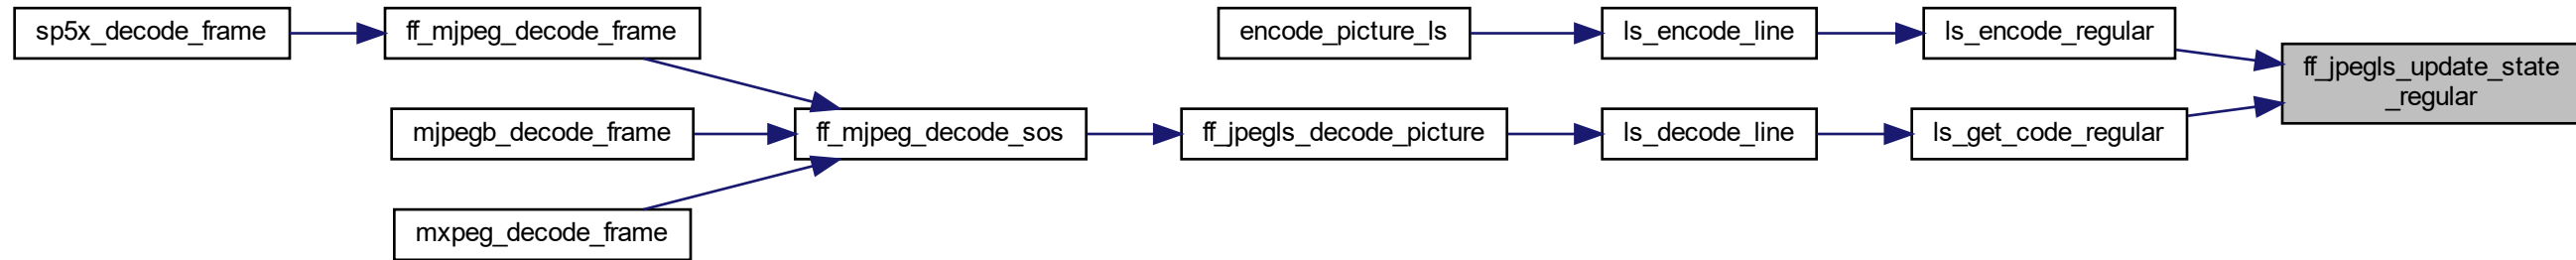 sp5x_decode_frame
ff_mjpeg_decode_frame
encode_picture_ls
ls_encode_line
ls_encode_regular
ff_jpegls_update_state
_regular
mjpegb_decode_frame
ff_mjpeg_decode_sos
ff_jpegls_decode_picture
ls_decode_line
ls_get_code_regular
mxpeg_decode_frame